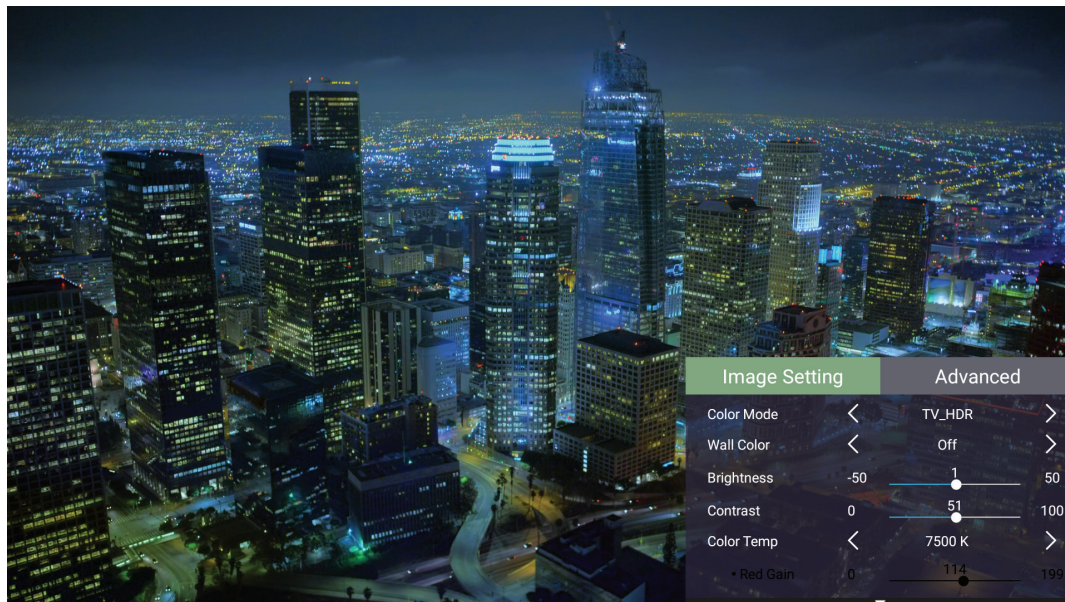 Image Setting Advanced
Color Mode TV_HDR
Wall Color Off
Brightness -50 1 50
Contrast 0 51 100
Color Temp 7500 K
• Red Gain 0 114 199